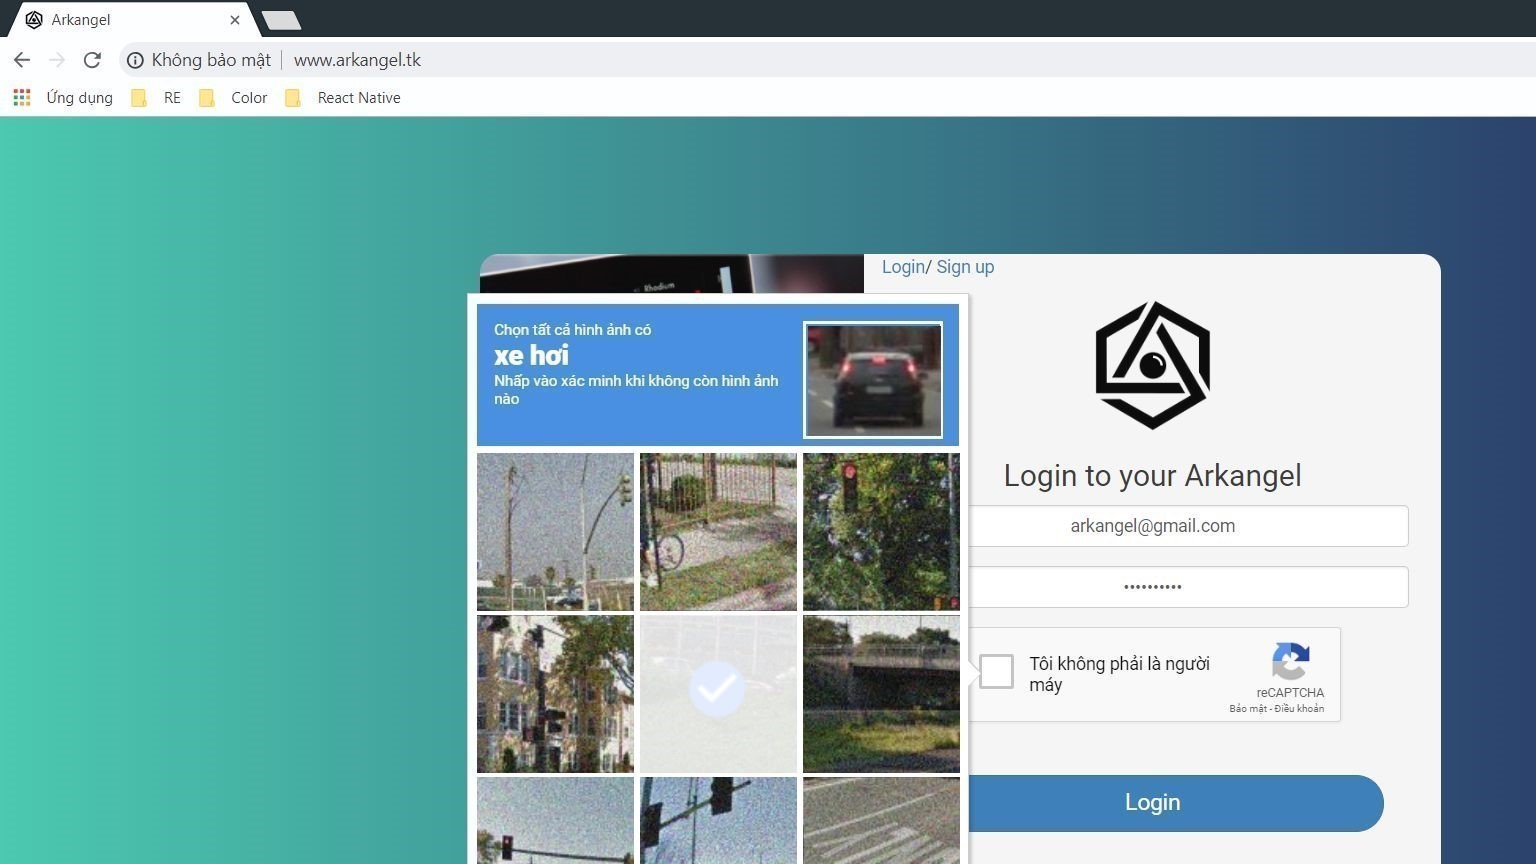 Arkangel
Không bảo mật
www.arkangel.tk
Ứng dụng
RE
Color
React Native
Rhodium
Login/ Sign up
Chọn tất cả hình ảnh có
xe hơi
Nhấp vào xác minh khi không còn hình ảnh
nào
Login to your Arkangel
arkangel@gmail.com
Tôi không phải là người
máy
reCAPTCHA
Bảo mật - Điều khoản
Login